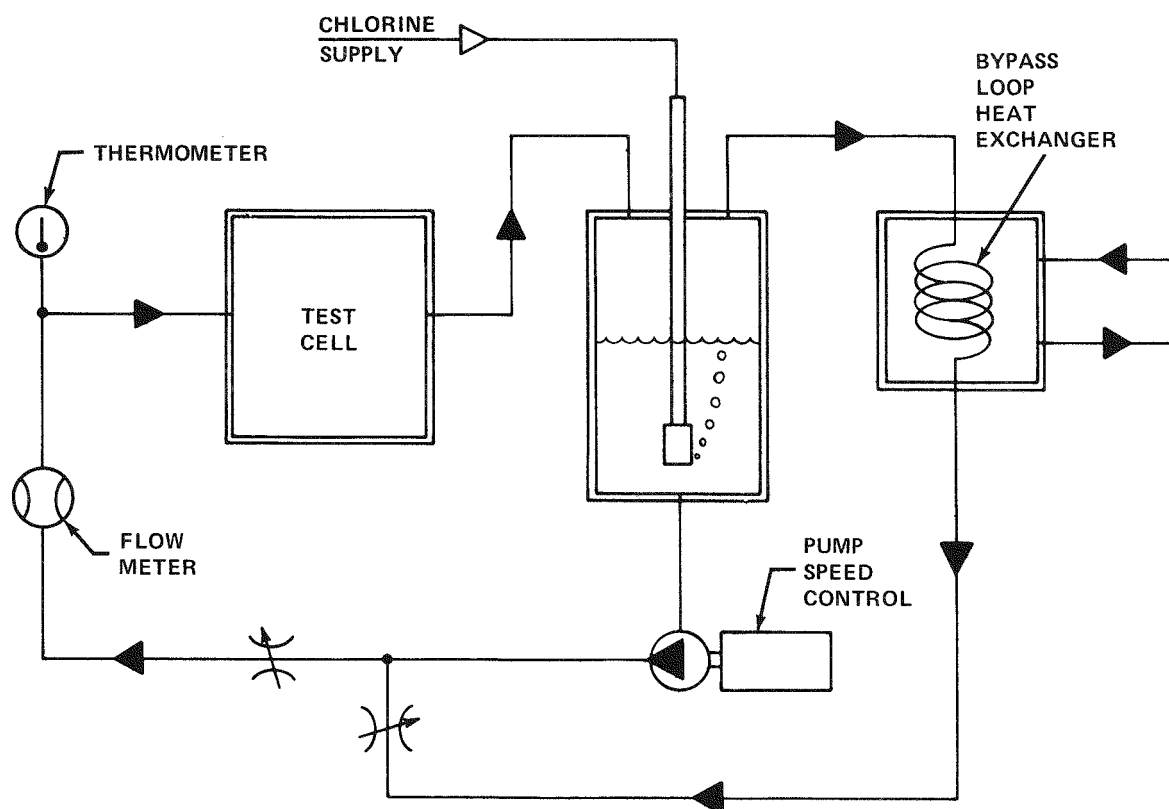 CHLORINE
SUPPLY
BYPASS
LOOP
HEAT
EXCHANGER
THERMOMETER
TEST
CELL
FLOW
METER
PUMP
SPEED
CONTROL